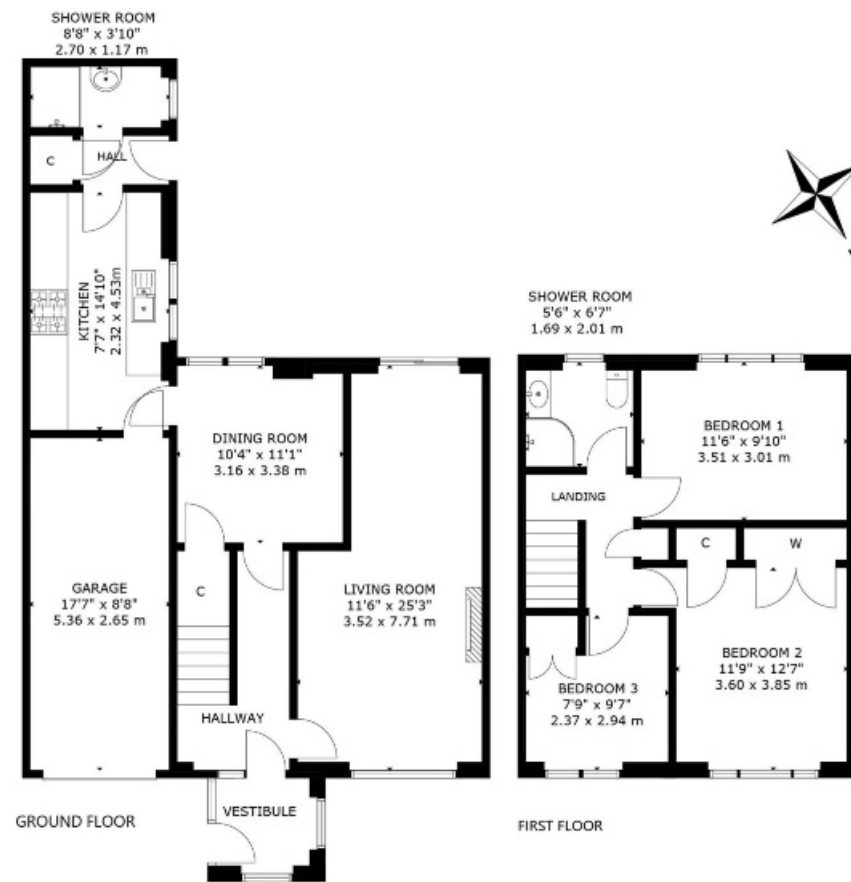 SHOWER ROOM
8'8" x 3'10"
2.70 x 1.17 m
C
HALL
KITCHEN
7'7" x 14'10"
2.32 x 4.53m
DINING ROOM
10'4" x 11'1"
3.16 x 3.38 m
GARAGE
17'7" x 8'8"
5.36 x 2.65 m
C
LIVING ROOM
11'6" x 25'3"
3.52 x 7.71 m
HALLWAY
VESTIBULE
GROUND FLOOR
SHOWER ROOM
5'6" x 6'7"
1.69 x 2.01 m
BEDROOM 1
11'6" x 9'10"
3.51 x 3.01 m
LANDING
C
W
BEDROOM 2
11'9" x 12'7"
3.60 x 3.85 m
BEDROOM 3
7'9" x 9'7"
2.37 x 2.94 m
FIRST FLOOR